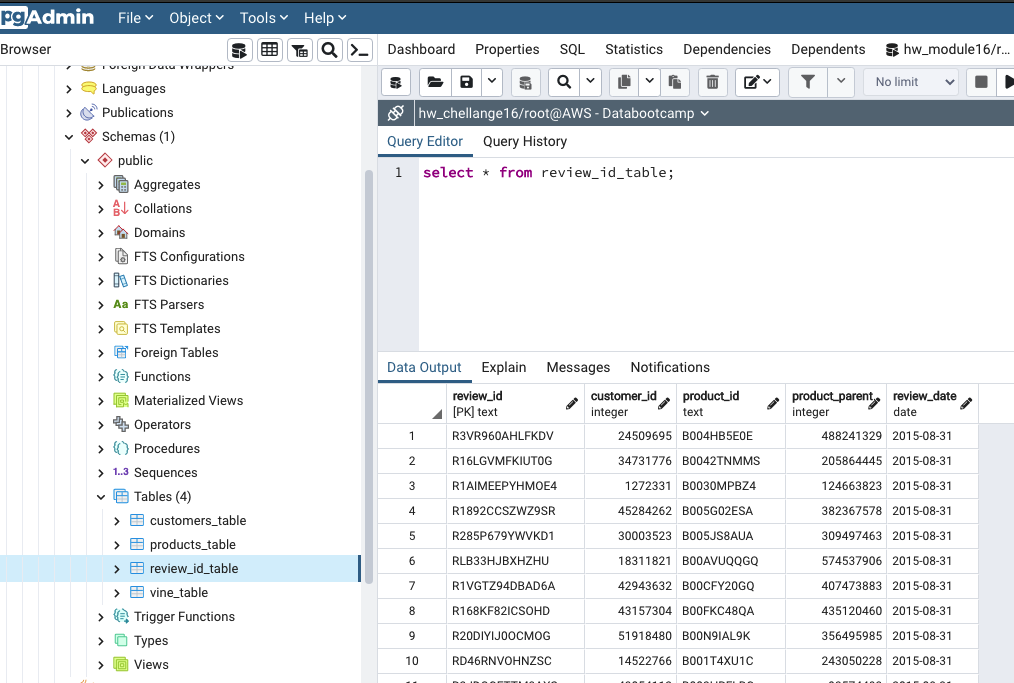 pgAdmin File Object Tools Help
Browser
Dashboard Properties SQL Statistics Dependencies Dependents hw_module16/r...
Foreign Data Wrappers
Languages
Publications
Schemas (1)
public
Aggregates
Collations
Domains
FTS Configurations
FTS Dictionaries
Aa FTS Parsers
FTS Templates
Foreign Tables
Functions
Materialized Views
Operators
Procedures
1..3 Sequences
Tables (4)
customers_table
products_table
review_id_table
vine_table
Trigger Functions
Types
Views
No limit
hw_chellange16/root@AWS - Databootcamp
Query Editor Query History
1 select * from review_id_table;
Data Output Explain Messages Notifications
review_id customer_id product_id product_parent review_date
[PK] text integer text integer date
1 R3VR960AHLFKDV 24509695 B004HB5E0E 488241329 2015-08-31
2 R16LGVMFKIUT0G 34731776 B0042TNMMS 205864445 2015-08-31
3 R1AIMEEPYHMOE4 1272331 B0030MPBZ4 124663823 2015-08-31
4 R1892CCSZWZ9SR 45284262 B005G02ESA 382367578 2015-08-31
5 R285P679YWVKD1 30003523 B005JS8AUA 309497463 2015-08-31
6 RLB33HJBXHZHU 18311821 B00AVUQQGQ 574537906 2015-08-31
7 R1VGTZ94DBAD6A 42943632 B00CFY20GQ 407473883 2015-08-31
8 R168KF82ICSOHD 43157304 B00FKC48QA 435120460 2015-08-31
9 R20DIYIJ0OCMOG 51918480 B00N9IAL9K 356495985 2015-08-31
10 RD46RNVOHNZSC 14522766 B001T4XU1C 243050228 2015-08-31